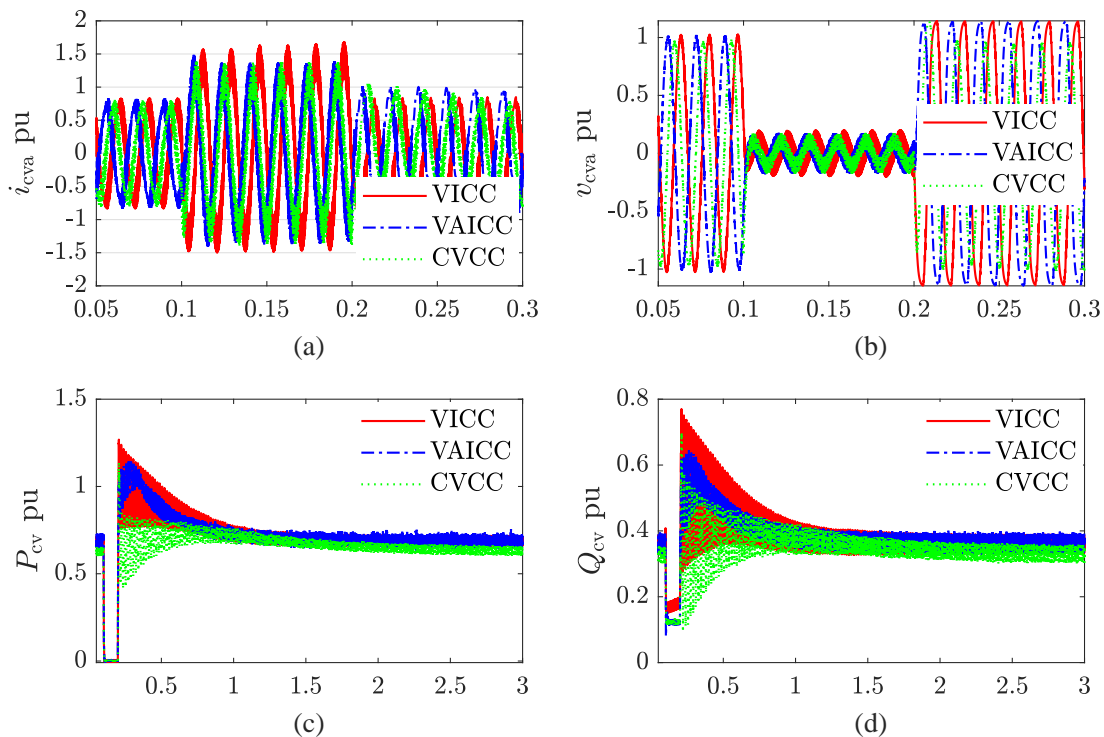 i_cva pu
2
1.5
1
0.5
0
-0.5
-1
-1.5
-2
0.05 0.1 0.15 0.2 0.25 0.3
VICC
VAICC
CVCC
(a)
v_cva pu
1
0.5
0
-0.5
-1
0.05 0.1 0.15 0.2 0.25 0.3
VICC
VAICC
CVCC
(b)
P_cv pu
1.5
1
0.5
0
0.5 1 1.5 2 2.5 3
VICC
VAICC
CVCC
(c)
Q_cv pu
0.8
0.6
0.4
0.2
0
0.5 1 1.5 2 2.5 3
VICC
VAICC
CVCC
(d)